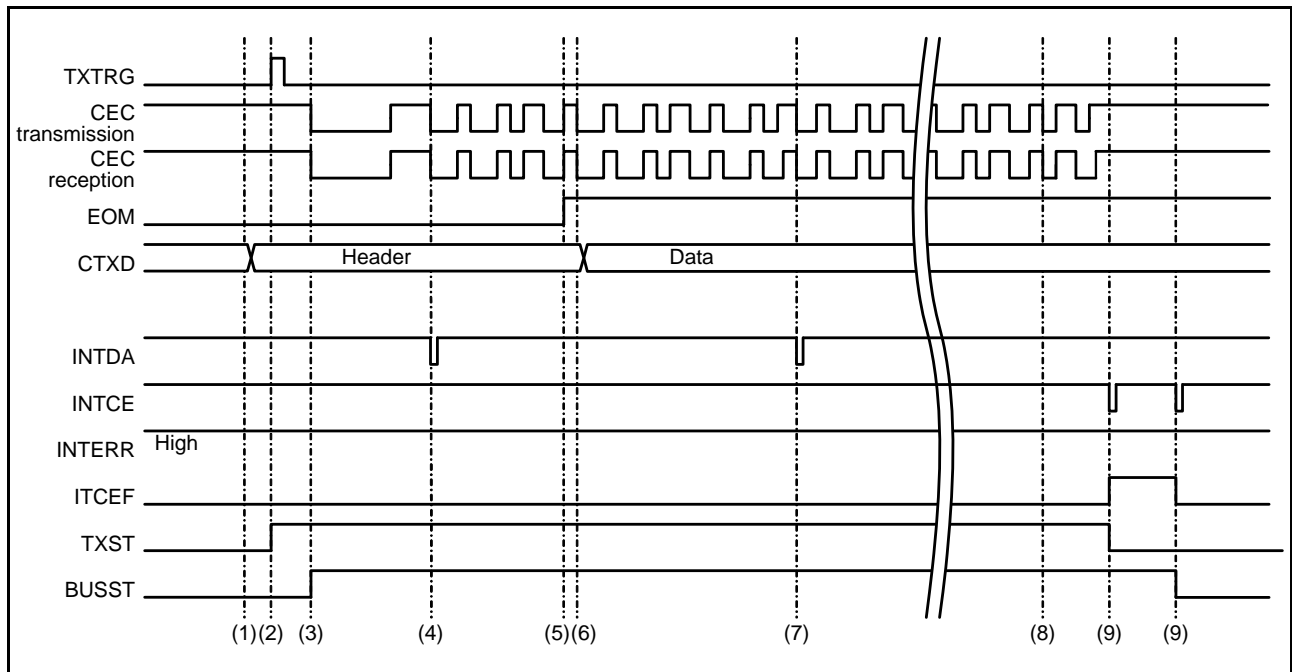 TXTRG
CEC
transmission
CEC
reception
EOM
CTXD
Header
Data
INTDA
INTCE
INTERR
High
ITCEF
TXST
BUSST
(1) (2) (3) (4) (5) (6) (7) (8) (9) (9)